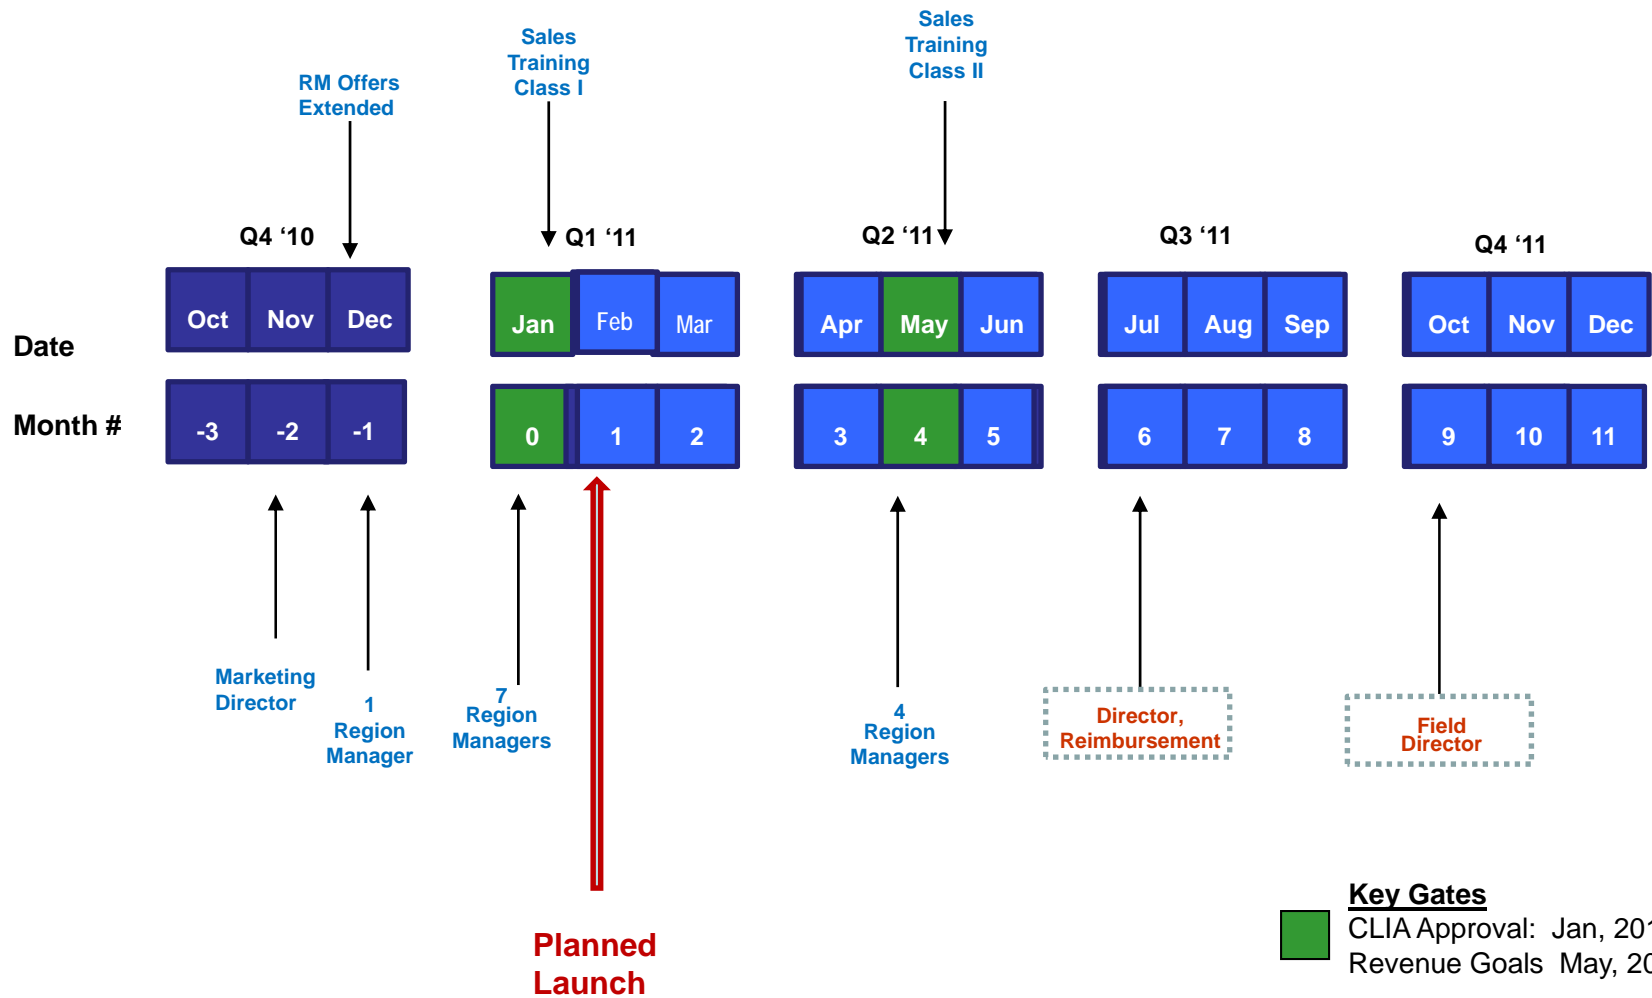 Sales
Training
Class II
Sales
Training
Class I
RM Offers
Extended
Q4 ‘10
Q1 ‘11
Q2 ‘11
Q3 ‘11
Q4 ‘11
Date
Oct Nov Dec
Jan Feb Mar
Apr May Jun
Jul Aug Sep
Oct Nov Dec
Month #
-3 -2 -1
0 1 2
3 4 5
6 7 8
9 10 11
Marketing
Director
1
Region
Manager
7
Region
Managers
4
Region
Managers
Director,
Reimbursement
Field
Director
Planned
Launch
Key Gates
CLIA Approval: Jan,
Revenue Goals May,